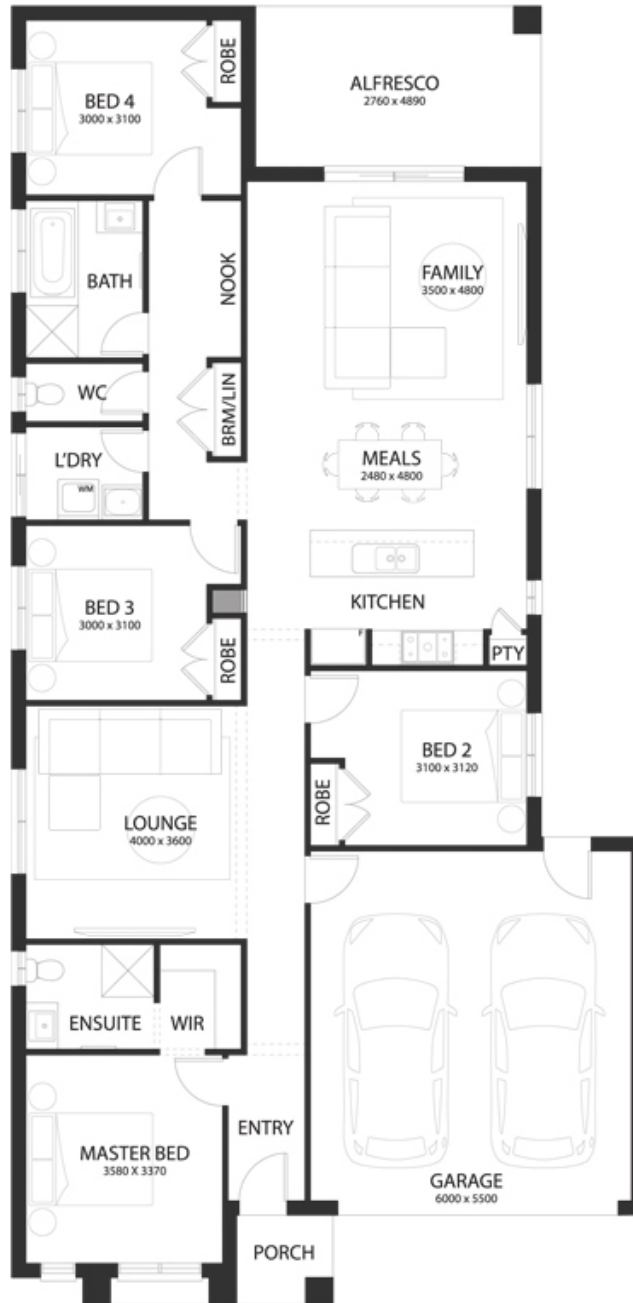 BED 4
3000 x 3100
ROBE
ALFRESCO
2760 x 4890
BATH
NOOK
FAMILY
3500 x 4800
WC
BRM/LIN
L'DRY
WM
MEALS
2480 x 4800
KITCHEN
BED 3
3000 x 3100
ROBE
F
PTY
BED 2
3100 x 3120
ROBE
LOUNGE
4000 x 3600
ENSUITE
WIR
MASTER BED
3580 X 3370
ENTRY
GARAGE
6000 x 5500
PORCH